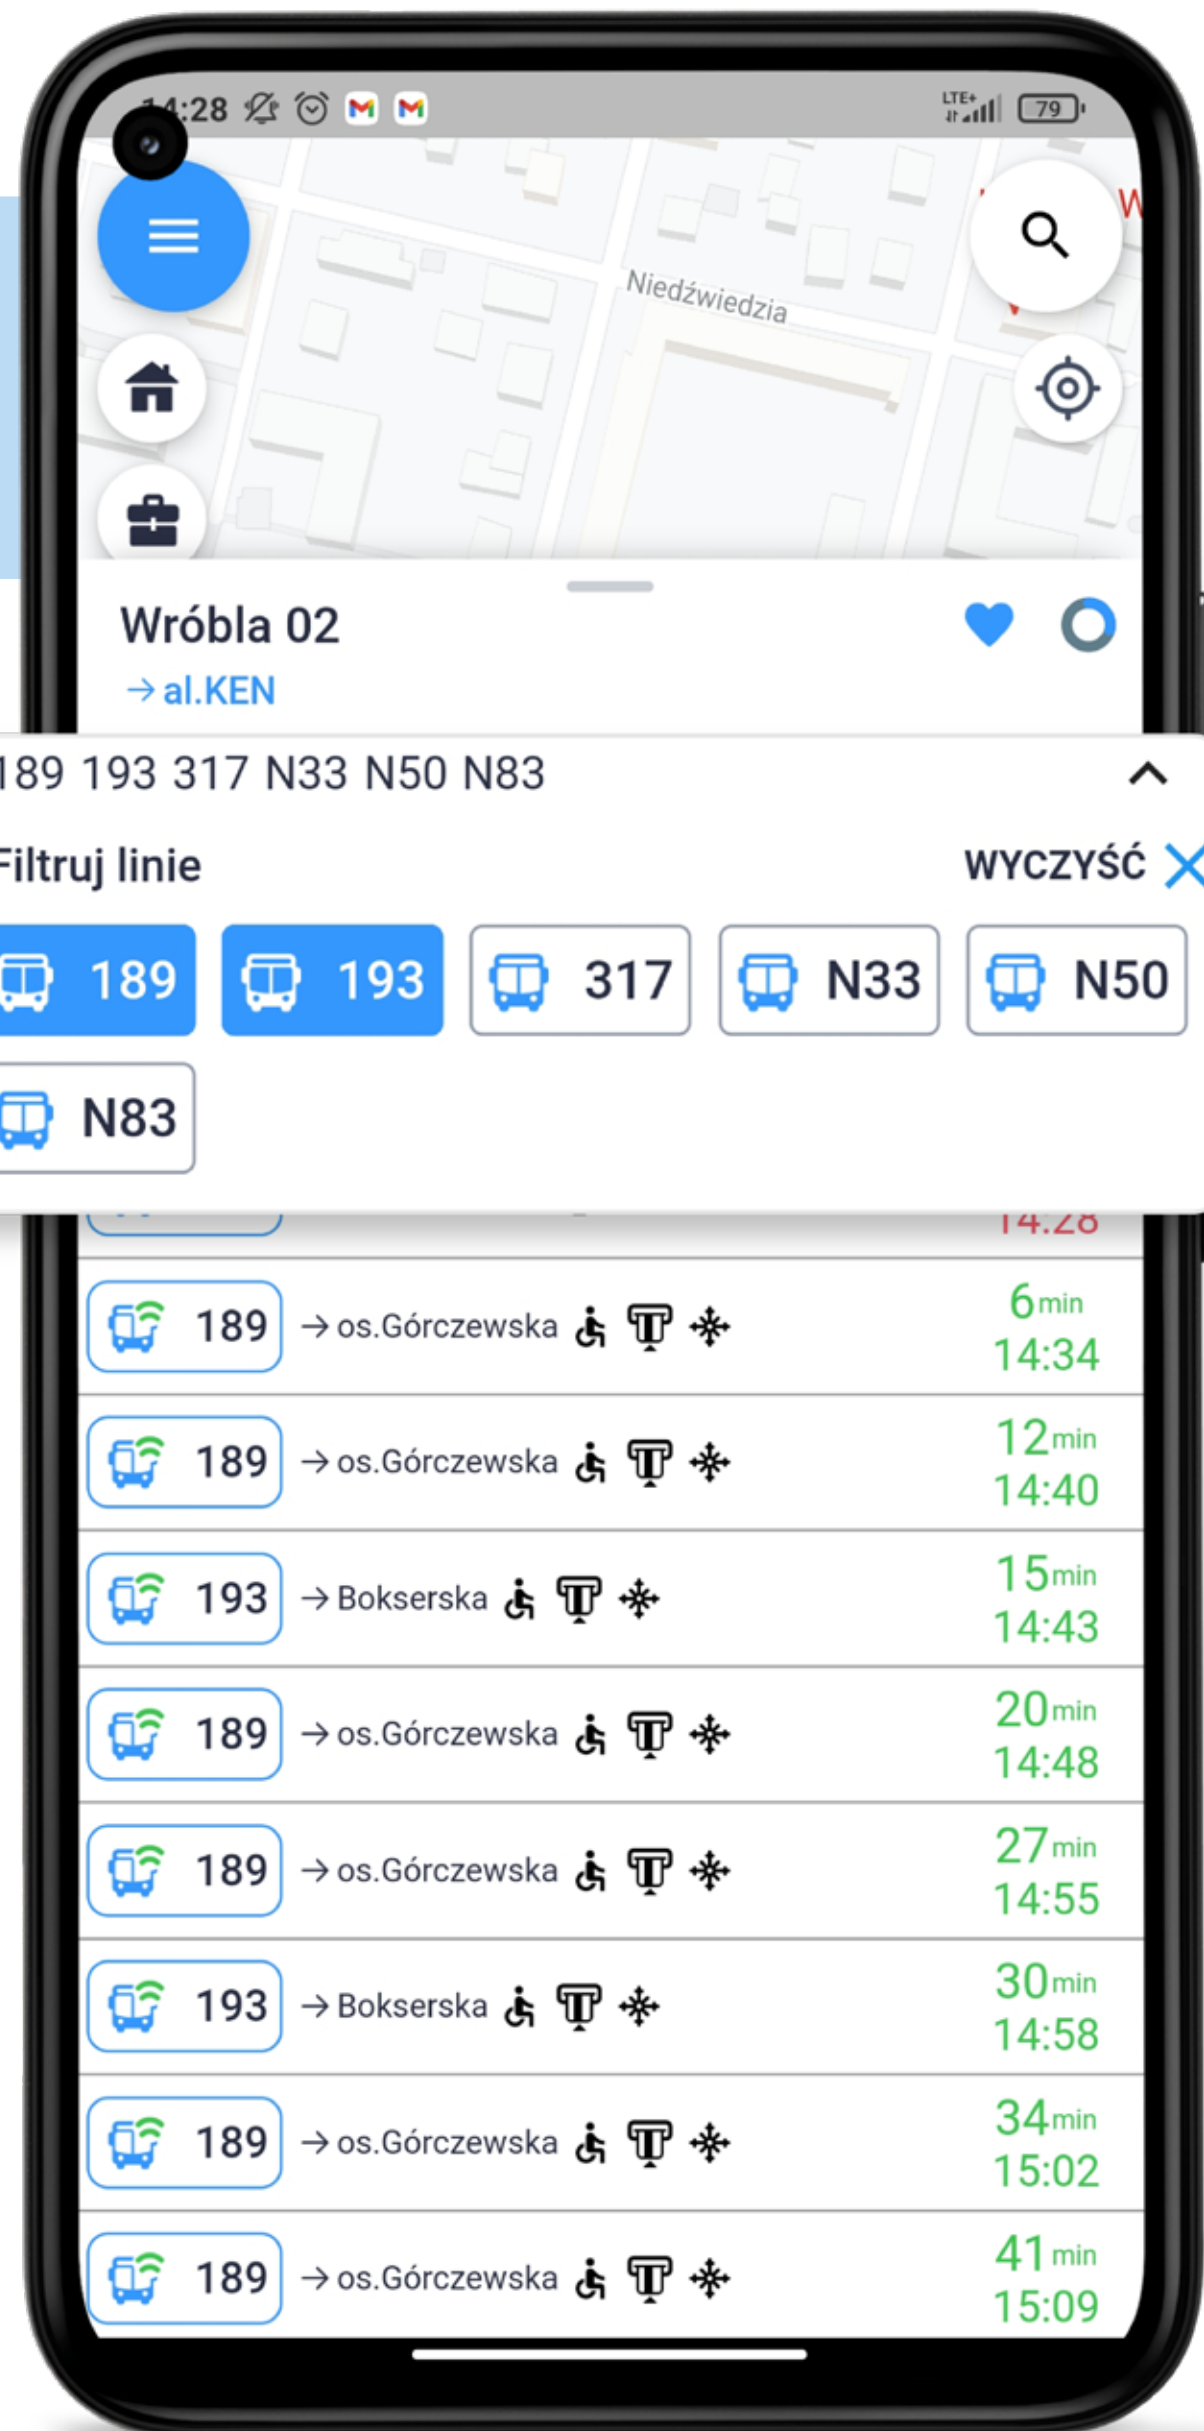 14:28 LTE+ 79
W
Niedźwiedzia
Wróbla 02
→ al.KEN
189 193 317 N33 N50 N83
Filtruj linie WYCZYŚĆ
189 193 317 N33 N50
N83
14:28
189 → os.Górczewska 6 min
14:34
189 → os.Górczewska 12 min
14:40
193 → Bokserska 15 min
14:43
189 → os.Górczewska 20 min
14:48
189 → os.Górczewska 27 min
14:55
193 → Bokserska 30 min
14:58
189 → os.Górczewska 34 min
15:02
189 → os.Górczewska 41 min
15:09